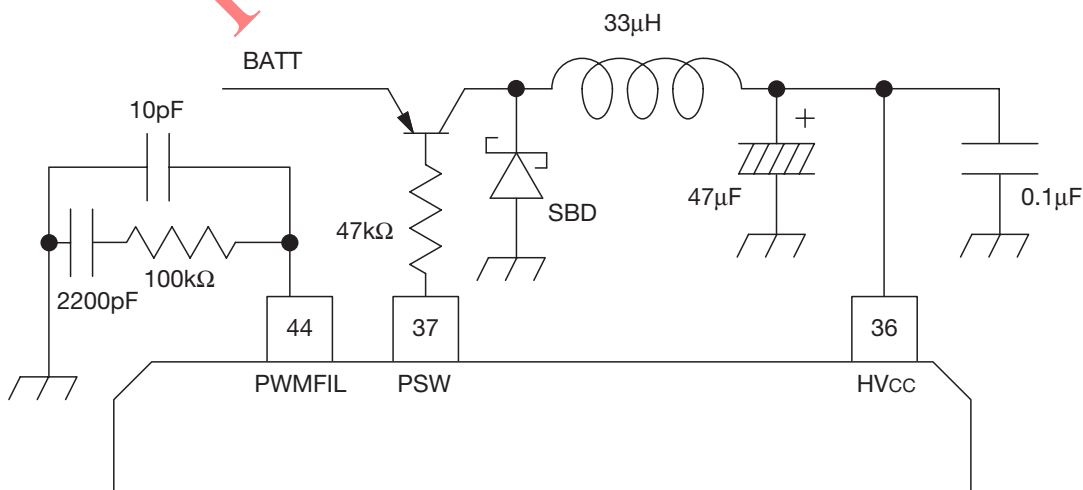 33µH
BATT
10pF
+
47kΩ
SBD
47µF
0.1µF
100kΩ
2200pF
44
37
36
PWMFIL
PSW
HVCC